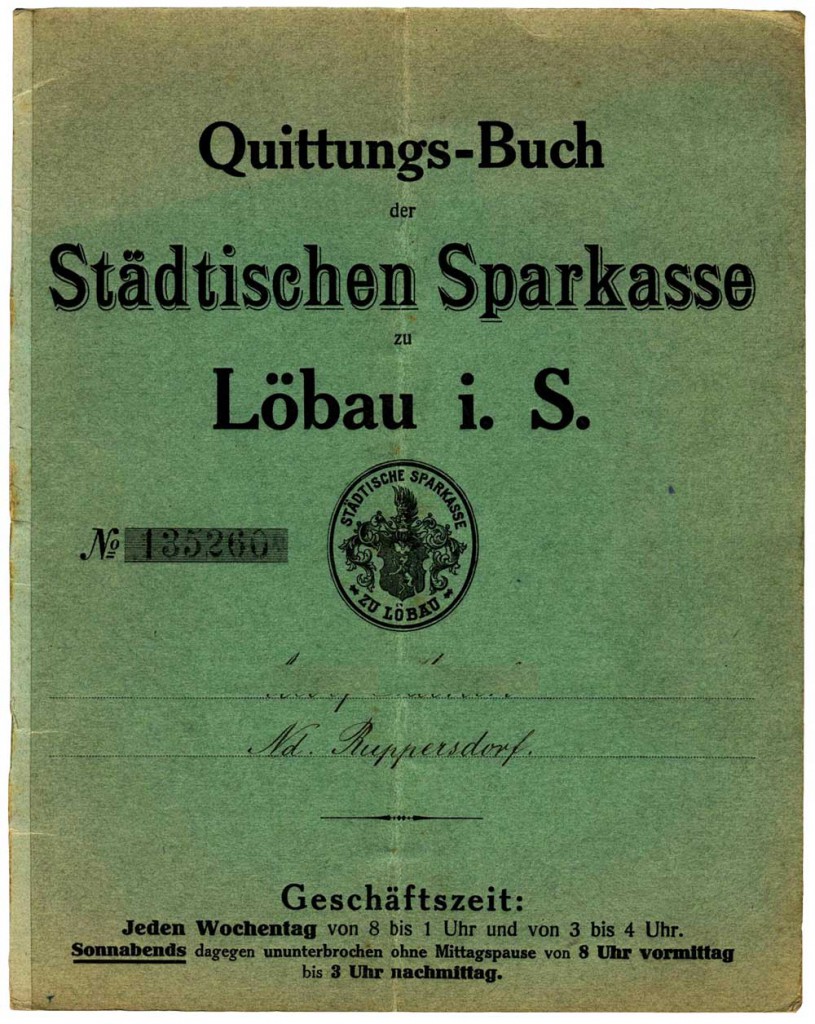 Quittungs-Buch
der
Städtischen Sparkasse
zu
Löbau i. S.
STÄDTISCHE SPARKASSE
ZU LÖBAU
№ 135260
Nd. Ruppersdorf.
Geschäftszeit:
Jeden Wochentag von 8 bis 1 Uhr und von 3 bis 4 Uhr.
Sonnabends dagegen ununterbrochen ohne Mittagspause von 8 Uhr vormittag
bis 3 Uhr nachmittag.